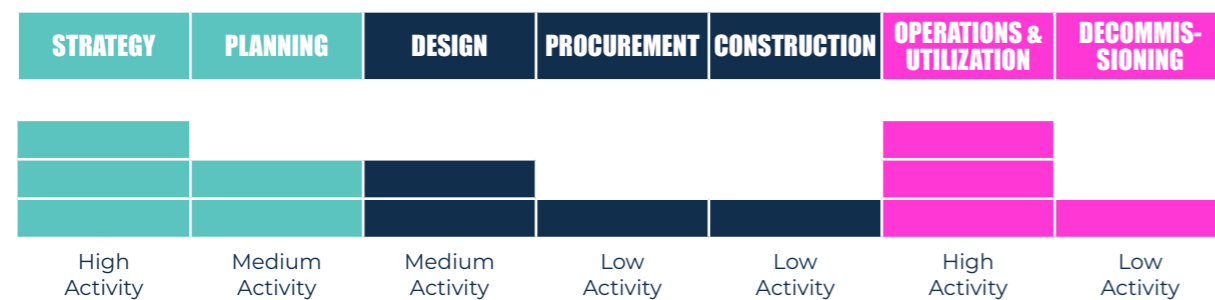 STRATEGY
PLANNING
DESIGN
PROCUREMENT
CONSTRUCTION
OPERATIONS &
UTILIZATION
DECOMMIS-
SIONING
High
Activity
Medium
Activity
Medium
Activity
Low
Activity
Low
Activity
High
Activity
Low
Activity